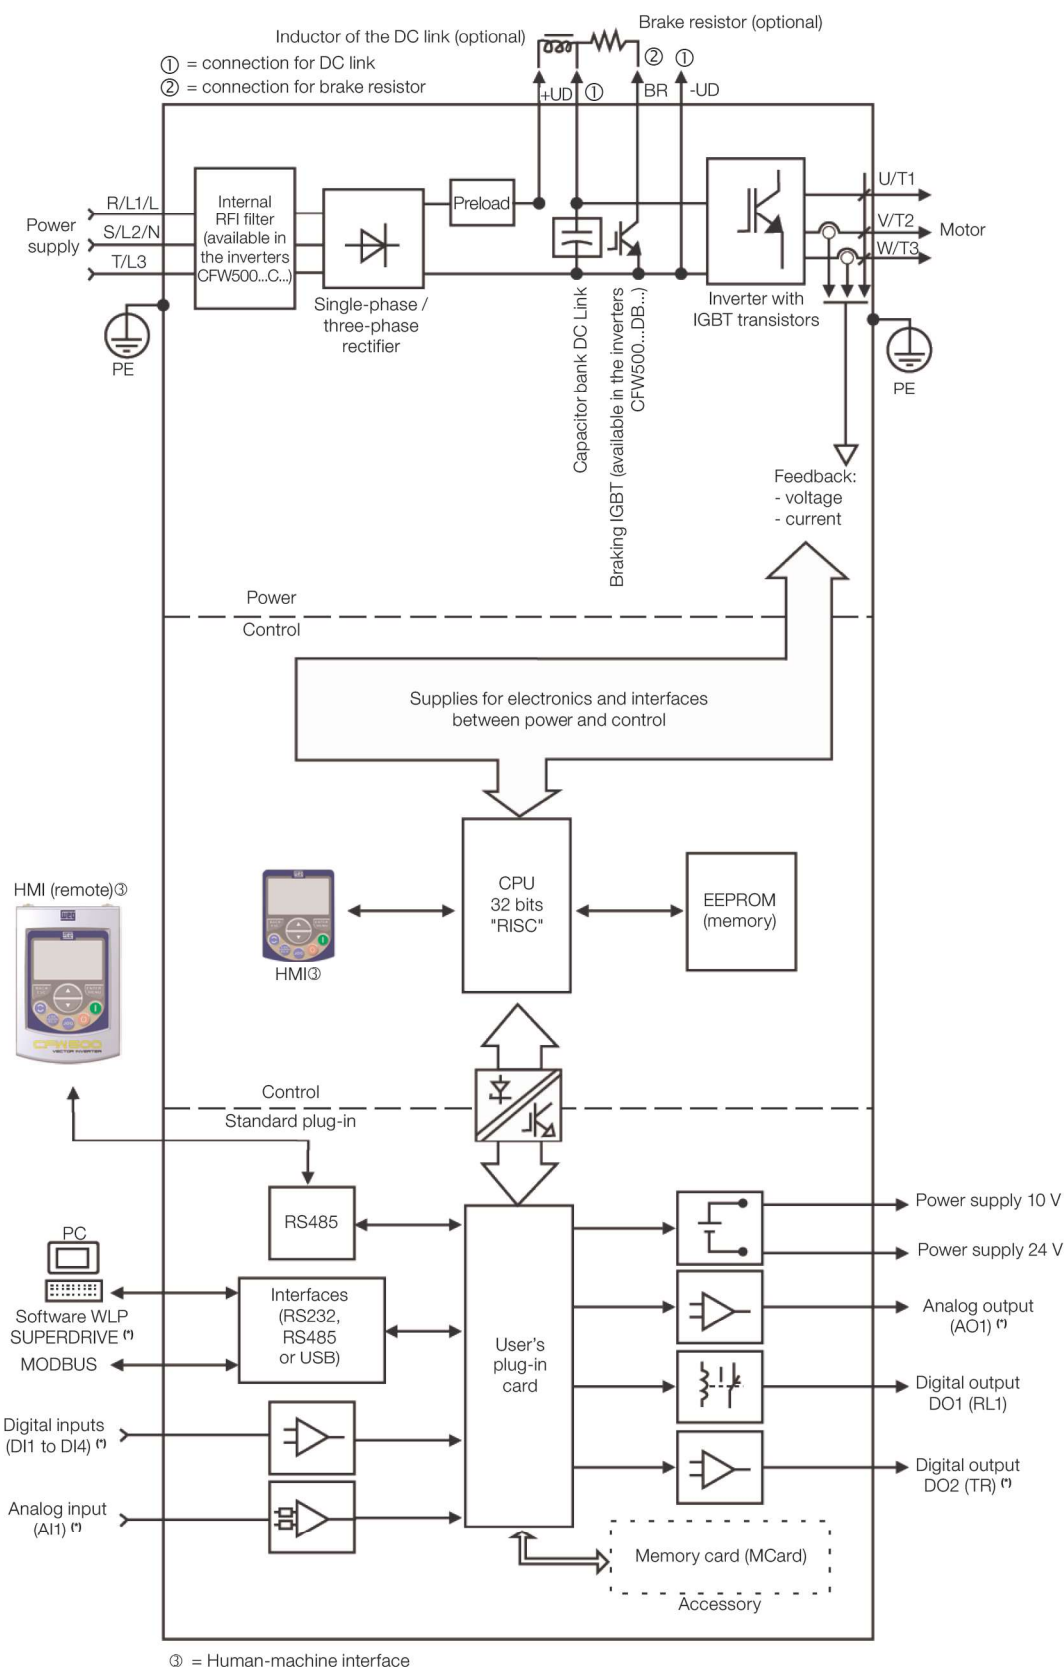 Brake resistor (optional)
Inductor of the DC link (optional)
① = connection for DC link
② = connection for brake resistor
② ①
+UD ① BR -UD
Power
supply
R/L1/L
S/L2/N
T/L3
PE
Internal
RFI filter
(available in
the inverters
CFW500...C...)
Single-phase /
three-phase
rectifier
Preload
Capacitor bank DC Link
Braking IGBT (available in the inverters
CFW500...DB...)
Inverter with
IGBT transistors
U/T1
V/T2
W/T3
Motor
PE
Feedback:
- voltage
- current
Power
Control
Supplies for electronics and interfaces
between power and control
CPU
32 bits
"RISC"
EEPROM
(memory)
HMI③
HMI (remote)③
CFW500
VECTOR INVERTER
Control
Standard plug-in
RS485
PC
Software WLP
SUPERDRIVE (*)
MODBUS
Interfaces
(RS232,
RS485
or USB)
Digital inputs
(DI1 to DI4) (*)
Analog input
(AI1) (*)
User's
plug-in
card
Power supply 10 V
Power supply 24 V
Analog output
(AO1) (*)
Digital output
DO1 (RL1)
Digital output
DO2 (TR) (*)
Memory card (MCard)
Accessory
③ = Human-machine interface